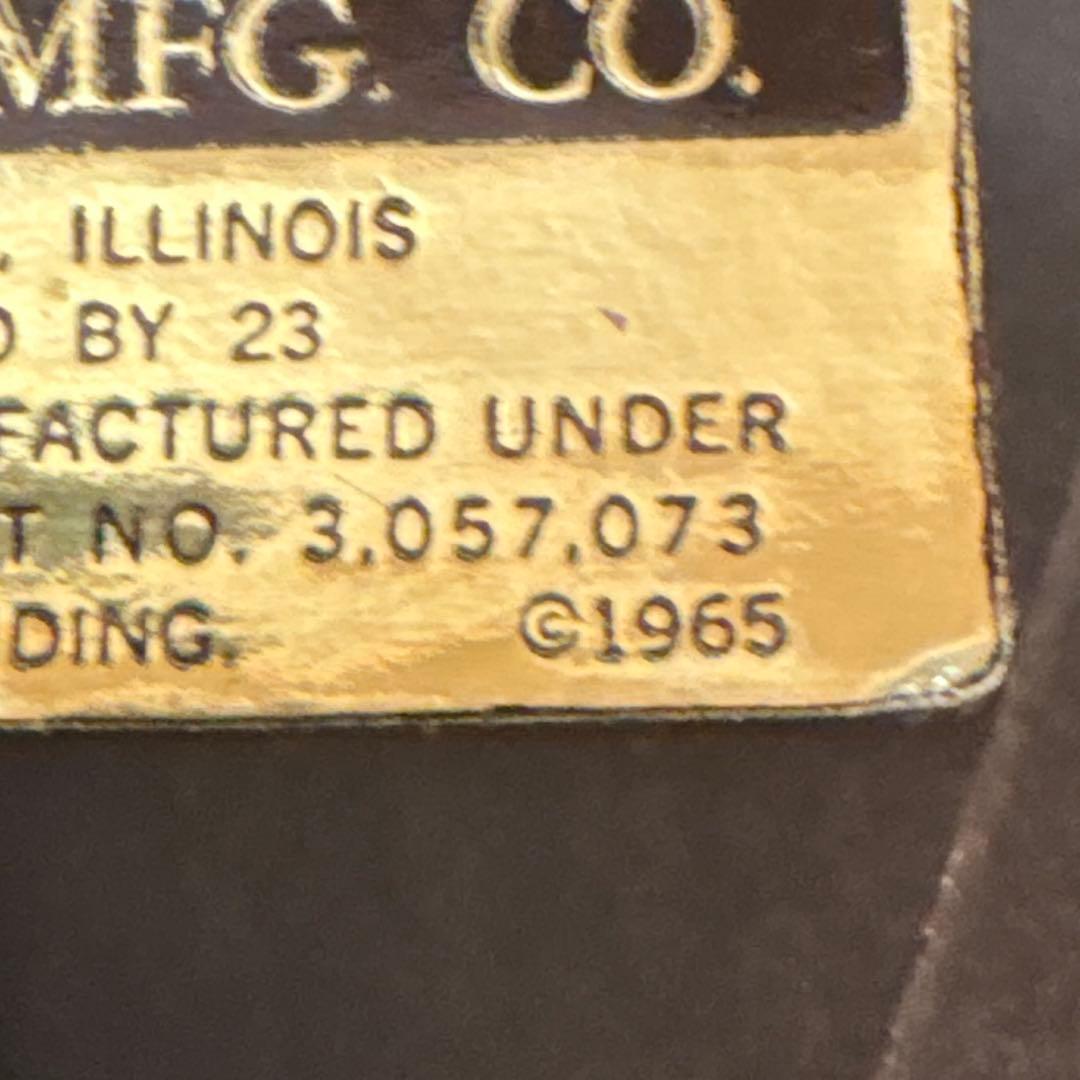 MFG. CO.
, ILLINOIS
D BY 23
FACTURED UNDER
T NO. 3,057,073
DING. ©1965